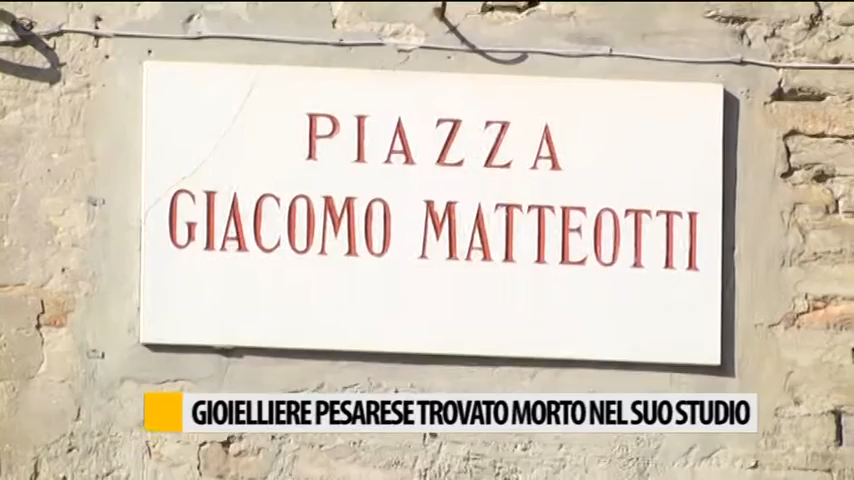 PIAZZA
GIACOMO MATTEOTTI
GIOIELLIERE PESARESE TROVATO MORTO NEL SUO STUDIO